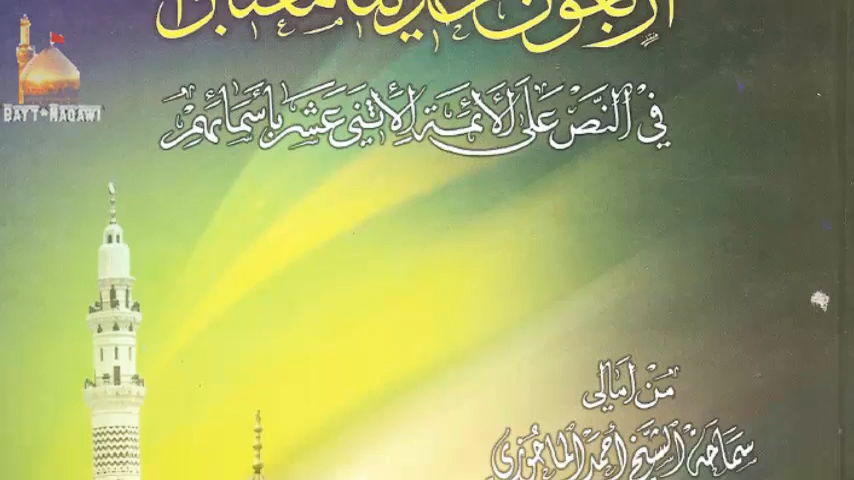 أربعون حديثا معتبرا
في النص على الأئمة الإثني عشر بأسمائهم
BAYT-NAQAWI
من أمالي
سماحة الشيخ أحمد الماحوزي